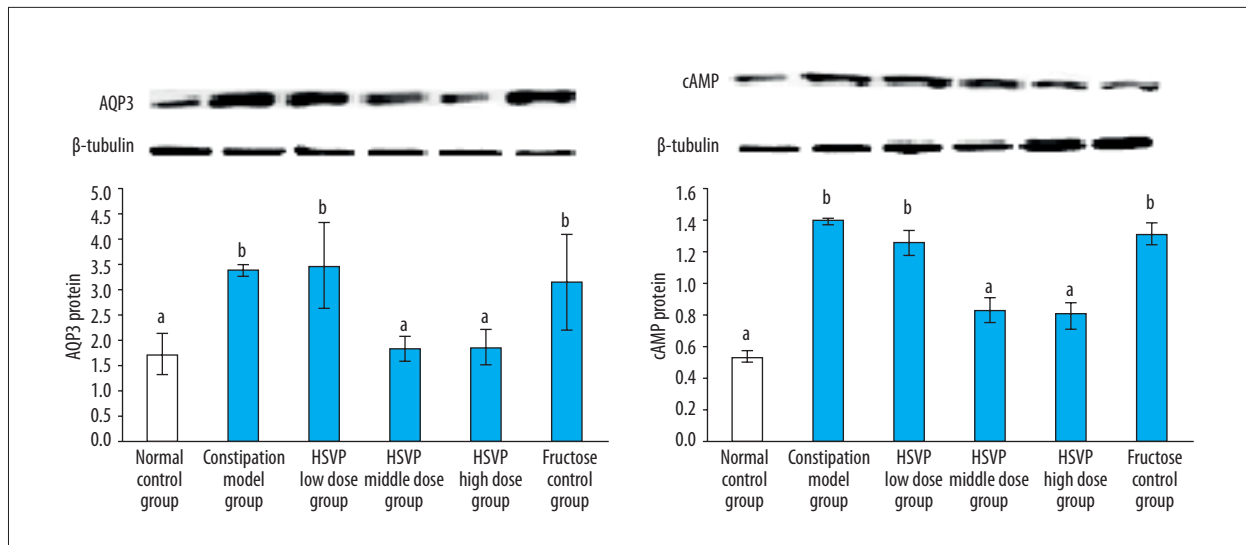 AQP3
β-tubulin
5.0
4.5
4.0
3.5
3.0
2.5
2.0
1.5
1.0
0.5
0.0
AQP3 protein
a
b
b
a
a
b
Normal control group
Constipation model group
HSVP low dose group
HSVP middle dose group
HSVP high dose group
Fructose control group
cAMP
β-tubulin
1.6
1.4
1.2
1.0
0.8
0.6
0.4
0.2
0.0
cAMP protein
a
b
b
a
a
b
Normal control group
Constipation model group
HSVP low dose group
HSVP middle dose group
HSVP high dose group
Fructose control group